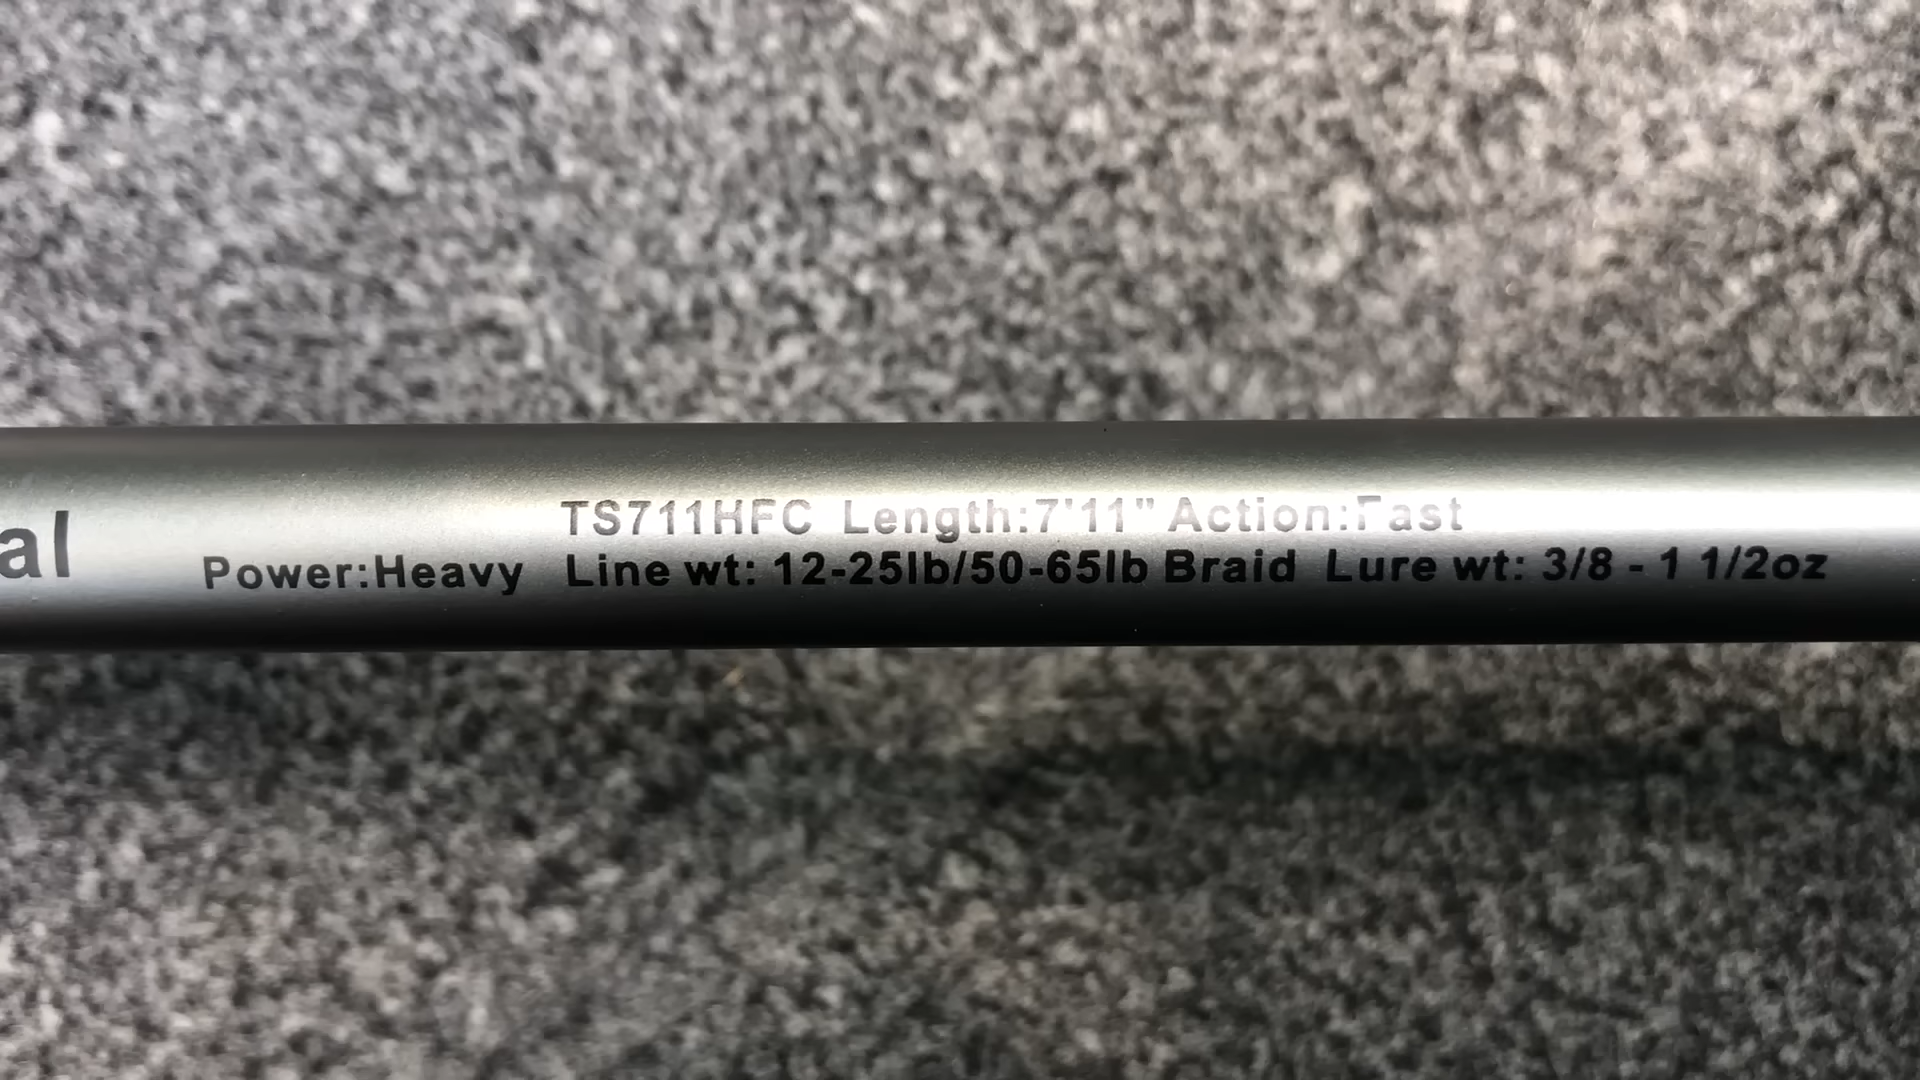 al
TS711HFC Length:7'11" Action:Fast
Power:Heavy Line wt: 12-25lb/50-65lb Braid Lure wt: 3/8 - 1 1/2oz